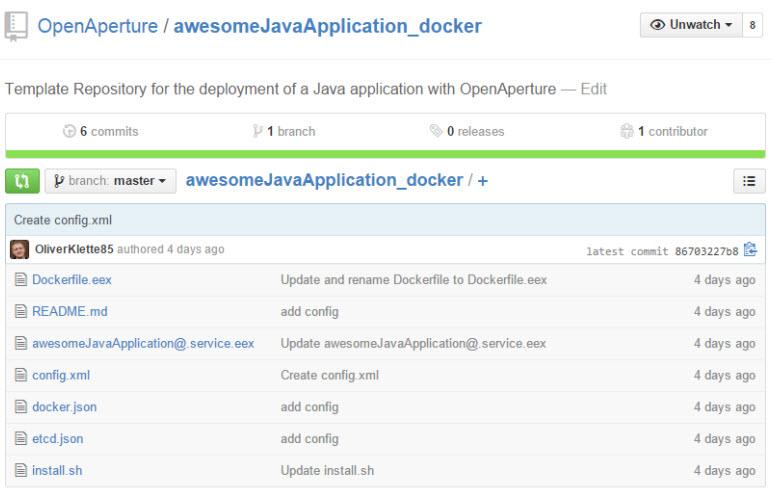 OpenAperture / awesomeJavaApplication_docker
Unwatch 8
Template Repository for the deployment of a Java application with OpenAperture — Edit
6 commits 1 branch 0 releases 1 contributor
branch: master awesomeJavaApplication_docker / +
Create config.xml
OliverKlette85 authored 4 days ago latest commit 86703227b8
Dockerfile.eex Update and rename Dockerfile to Dockerfile.eex 4 days ago
README.md add config 4 days ago
awesomeJavaApplication@.service.eex Update awesomeJavaApplication@.service.eex 4 days ago
config.xml Create config.xml 4 days ago
docker.json add config 4 days ago
etcd.json add config 4 days ago
install.sh Update install.sh 4 days ago